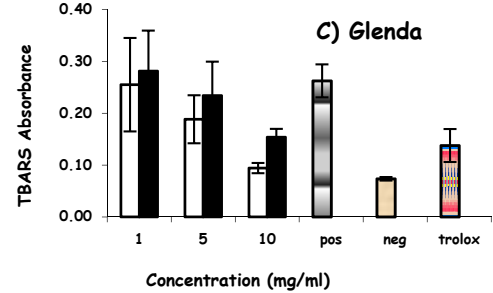 C) Glenda
TBARS Absorbance
0.40
0.30
0.20
0.10
0.00
1 5 10 pos neg trolox
Concentration (mg/ml)